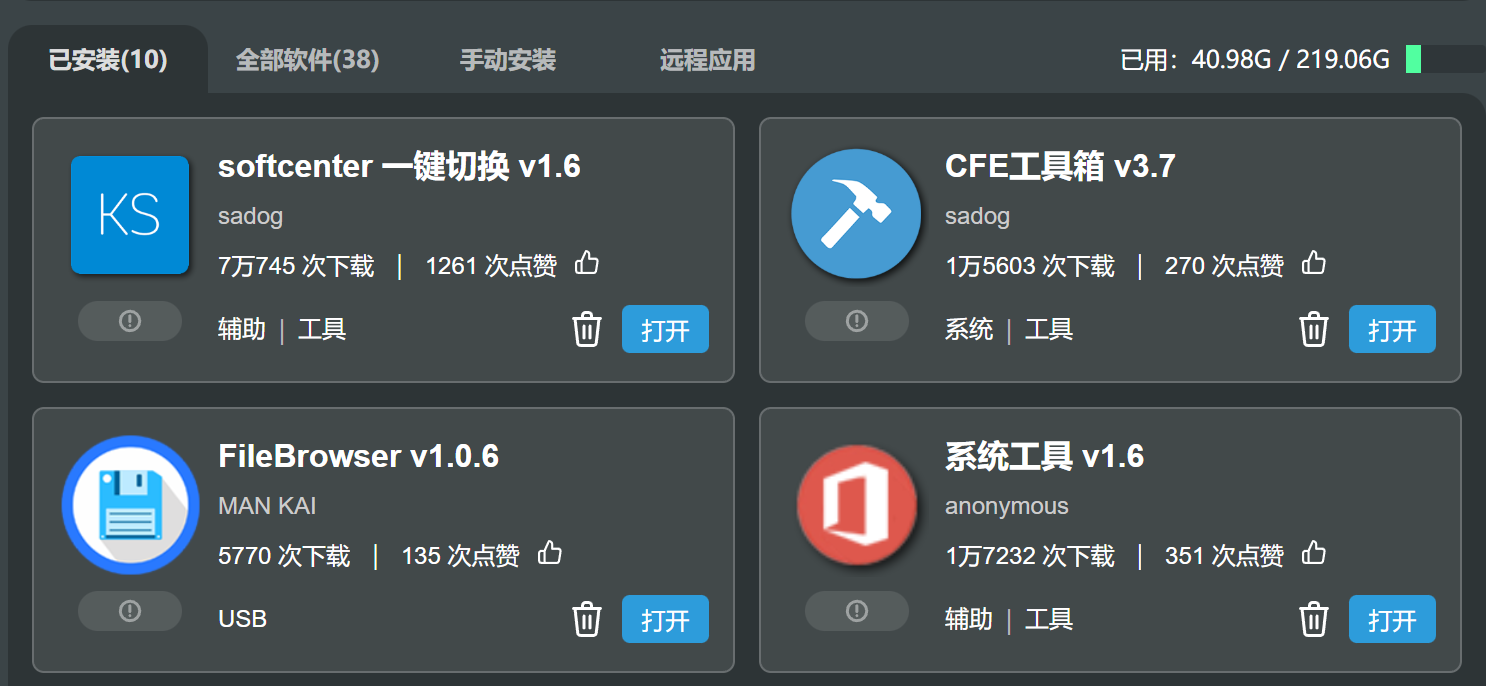 已安装(10) 全部软件(38) 手动安装 远程应用 已用：40.98G / 219.06G
KS
softcenter 一键切换 v1.6
sadog
7万745 次下载 | 1261 次点赞
辅助 | 工具
打开
CFE工具箱 v3.7
sadog
1万5603 次下载 | 270 次点赞
系统 | 工具
打开
FileBrowser v1.0.6
MAN KAI
5770 次下载 | 135 次点赞
USB
打开
系统工具 v1.6
anonymous
1万7232 次下载 | 351 次点赞
辅助 | 工具
打开